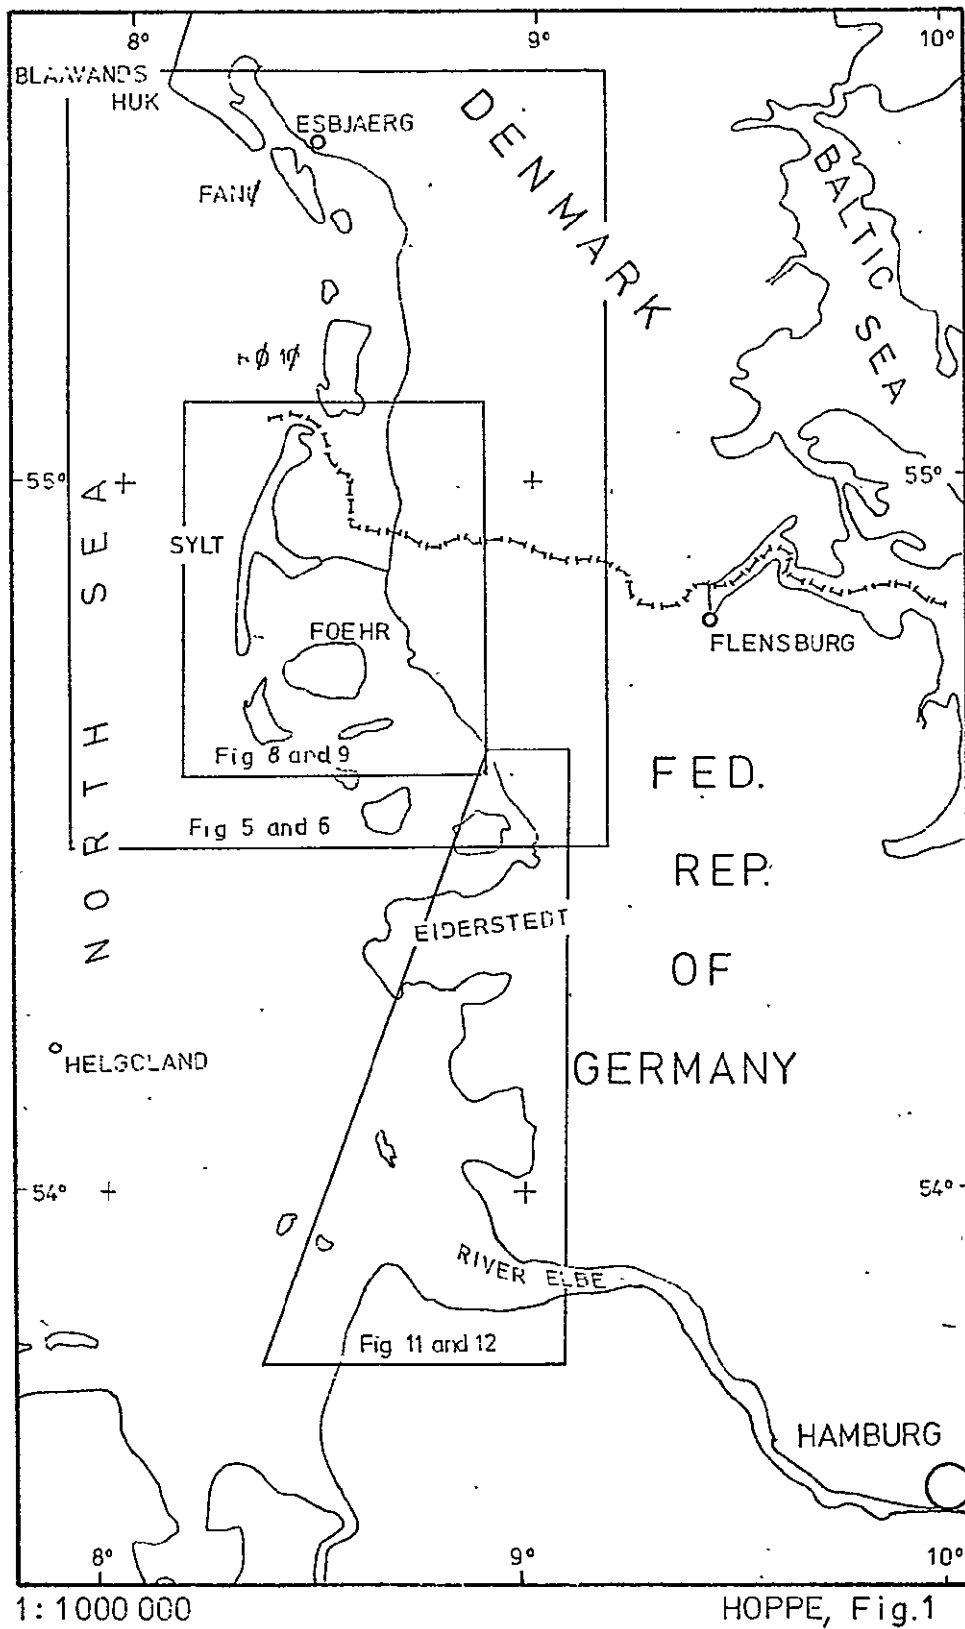 8° 9° 10°
BLAAVANDS
HUK
ESBJAERG
DENMARK
BALTIC
SEA
55° 55°
NORTH SEA
SYLT
FOEHR
FLENSBURG
Fig 8 and 9
Fig 5 and 6
FED.
REP.
OF
GERMANY
EIDERSTEDT
HELGOLAND
54° 54°
RIVER ELBE
Fig 11 and 12
HAMBURG
8° 9° 10°
1:1000 000
HOPPE, Fig.1